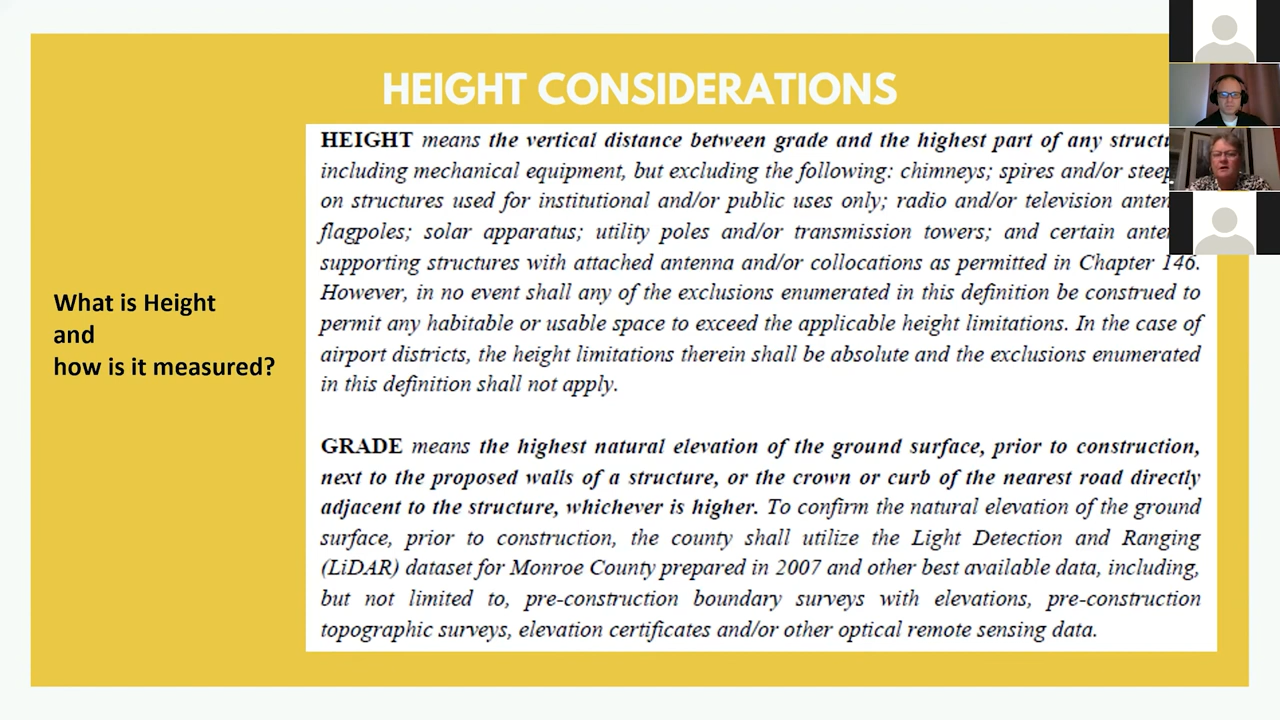 HEIGHT CONSIDERATIONS
What is Height
and
how is it measured?
HEIGHT means the vertical distance between grade and the highest part of any
including mechanical equipment, but excluding the following: chimneys; spires and/or
on structures used for institutional and/or public uses only; radio and/or television
flagpoles; solar apparatus; utility poles and/or transmission towers; and certain
supporting structures with attached antenna and/or collocations as permitted in Chapter 146.
However, in no event shall any of the exclusions enumerated in this definition be construed to
permit any habitable or usable space to exceed the applicable height limitations. In the case of
airport districts, the height limitations therein shall be absolute and the exclusions enumerated
in this definition shall not apply.
GRADE means the highest natural elevation of the ground surface, prior to construction,
next to the proposed walls of a structure, or the crown or curb of the nearest road directly
adjacent to the structure, whichever is higher. To confirm the natural elevation of the ground
surface, prior to construction, the county shall utilize the Light Detection and Ranging
(LiDAR) dataset for Monroe County prepared in 2007 and other best available data, including,
but not limited to, pre-construction boundary surveys with elevations, pre-construction
topographic surveys, elevation certificates and/or other optical remote sensing data.